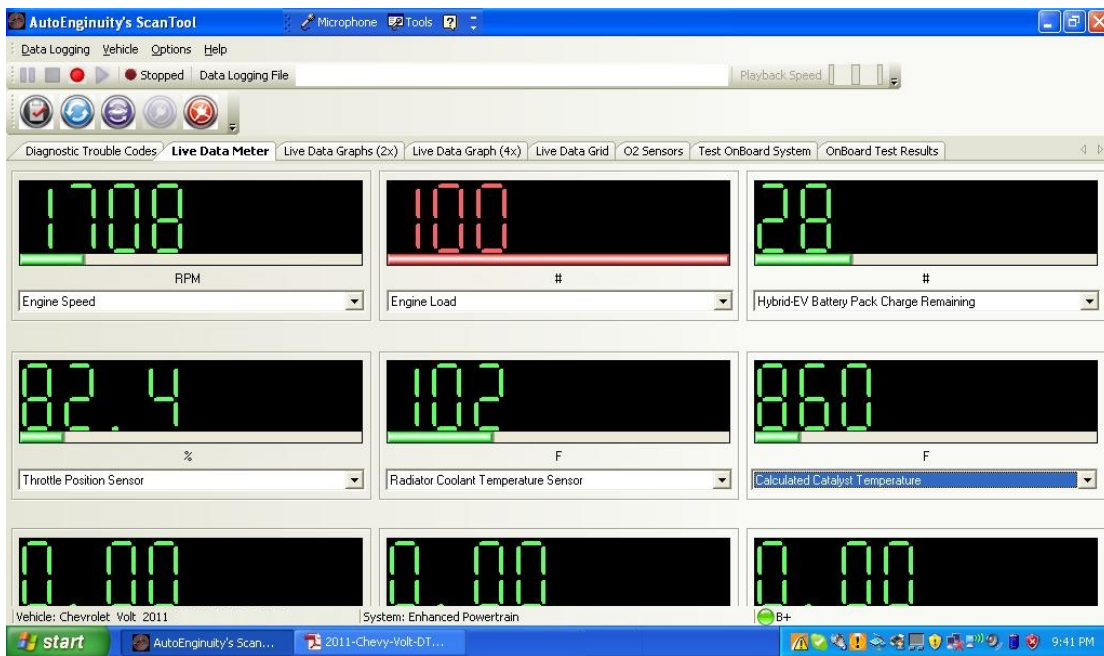 AutoEnginuity's ScanTool
Microphone Tools
Data Logging Vehicle Options Help
Stopped Data Logging File Playback Speed
Diagnostic Trouble Codes Live Data Meter Live Data Graphs (2x) Live Data Graph (4x) Live Data Grid O2 Sensors Test OnBoard System OnBoard Test Results
1708 100 28
RPM # #
Engine Speed Engine Load Hybrid-EV Battery Pack Charge Remaining
82.4 102 860
% F F
Throttle Position Sensor Radiator Coolant Temperature Sensor Calculated Catalyst Temperature
0.00 0.00 0.00
Vehicle: Chevrolet Volt 2011 System: Enhanced Powertrain B+
start AutoEnginuity's Scan... 2011-Chevy-Volt-DT... 9:41 PM